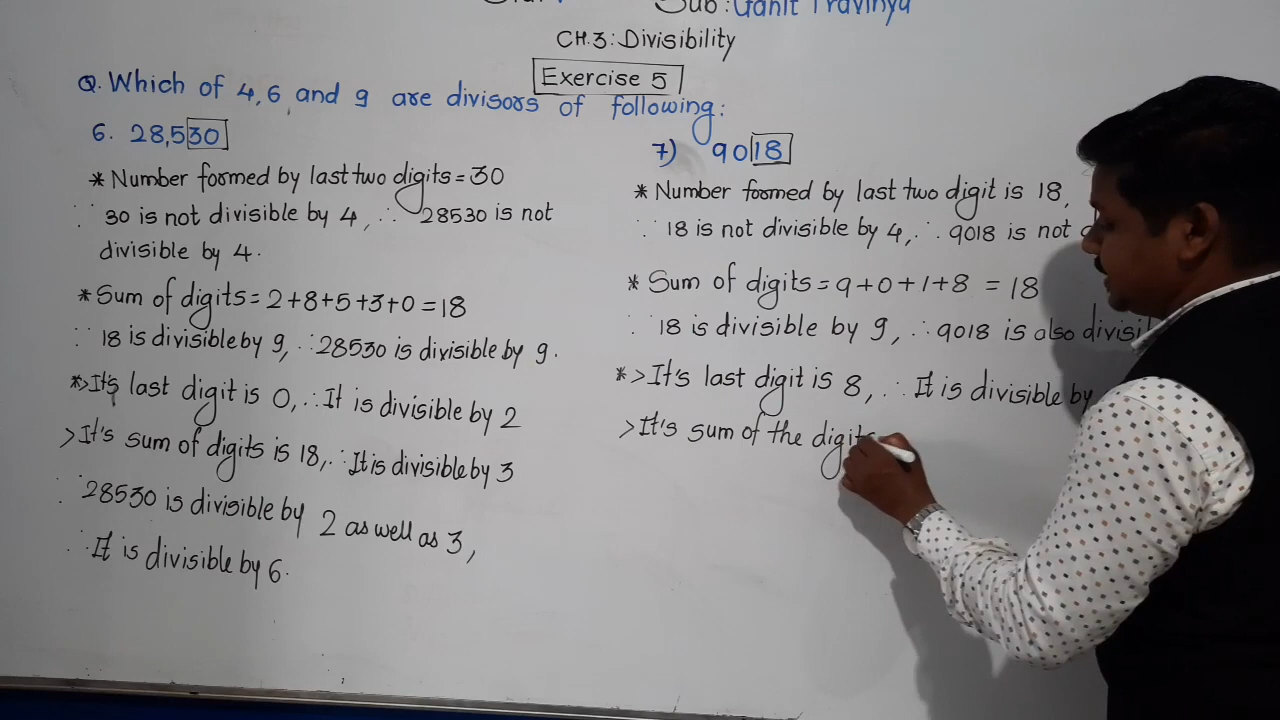 Sub: Ganit Pravinya
CH.3: Divisibility
Exercise 5
Q. Which of 4, 6 and 9 are divisors of following:
6. 28,530
* Number formed by last two digits = 30
∵ 30 is not divisible by 4, ∴ 28530 is not
divisible by 4.
* Sum of digits = 2+8+5+3+0 = 18
∵ 18 is divisible by 9, ∴ 28530 is divisible by 9.
*> It's last digit is 0, ∴ It is divisible by 2
> It's sum of digits is 18, ∴ It is divisible by 3
∵ 28530 is divisible by 2 as well as 3,
∴ It is divisible by 6.
7) 9018
* Number formed by last two digit is 18,
∵ 18 is not divisible by 4, ∴ 9018 is not
* Sum of digits = 9+0+1+8 = 18
∵ 18 is divisible by 9, ∴ 9018 is also divisi
*> It's last digit is 8, ∴ It is divisible by
> It's sum of the digits